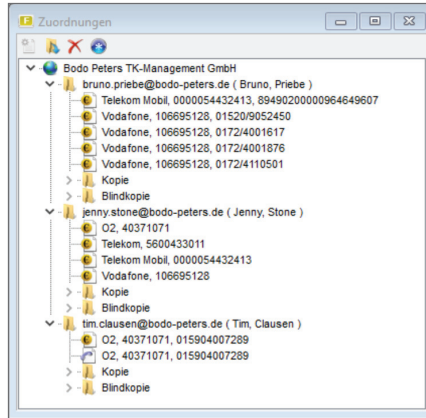 Zuordnungen
Bodo Peters TK-Management GmbH
bruno.priebe@bodo-peters.de ( Bruno, Priebe )
Telekom Mobil, 0000054432413, 89490200000964649607
Vodafone, 106695128, 01520/9052450
Vodafone, 106695128, 0172/4001617
Vodafone, 106695128, 0172/4001876
Vodafone, 106695128, 0172/4110501
Kopie
Blindkopie
jenny.stone@bodo-peters.de ( Jenny, Stone )
O2, 40371071
Telekom, 5600433011
Telekom Mobil, 0000054432413
Vodafone, 106695128
Kopie
Blindkopie
tim.clausen@bodo-peters.de ( Tim, Clausen )
O2, 40371071, 015904007289
O2, 40371071, 015904007289
Kopie
Blindkopie